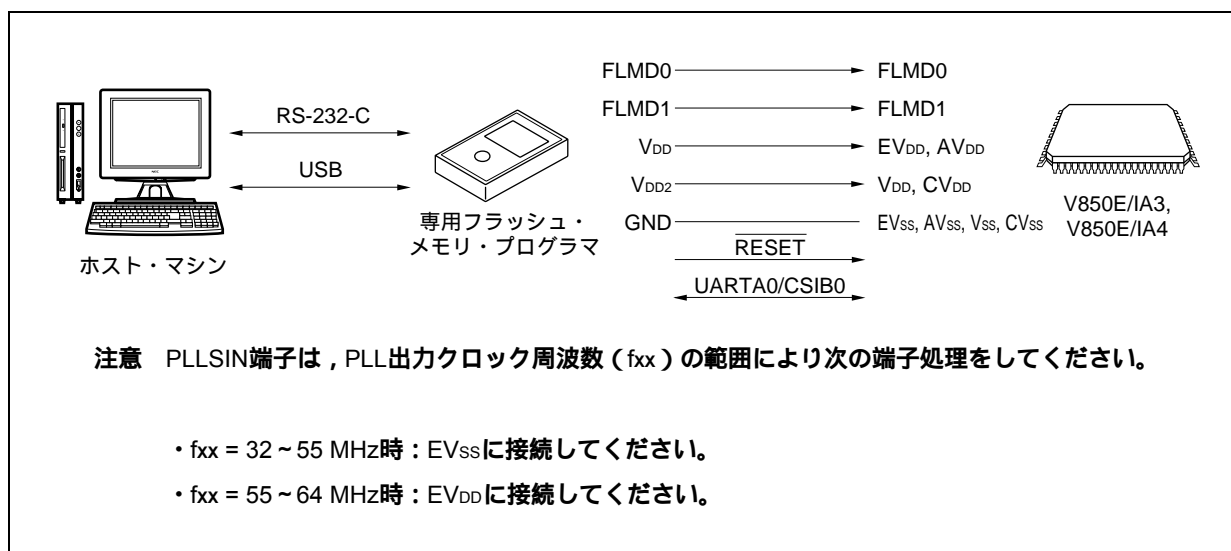 RS-232-C
USB
ホスト・マシン
専用フラッシュ・
メモリ・プログラマ
FLMD0 FLMD0
FLMD1 FLMD1
VDD EVDD, AVDD
VDD2 VDD, CVDD
GND EVSS, AVSS, VSS, CVSS
RESET
UARTA0/CSIB0
V850E/IA3,
V850E/IA4
注意 PLLSIN端子は，PLL出力クロック周波数（fxx）の範囲により次の端子処理をしてください。
・fxx = 32～55 MHz時：EVSSに接続してください。
・fxx = 55～64 MHz時：EVDDに接続してください。